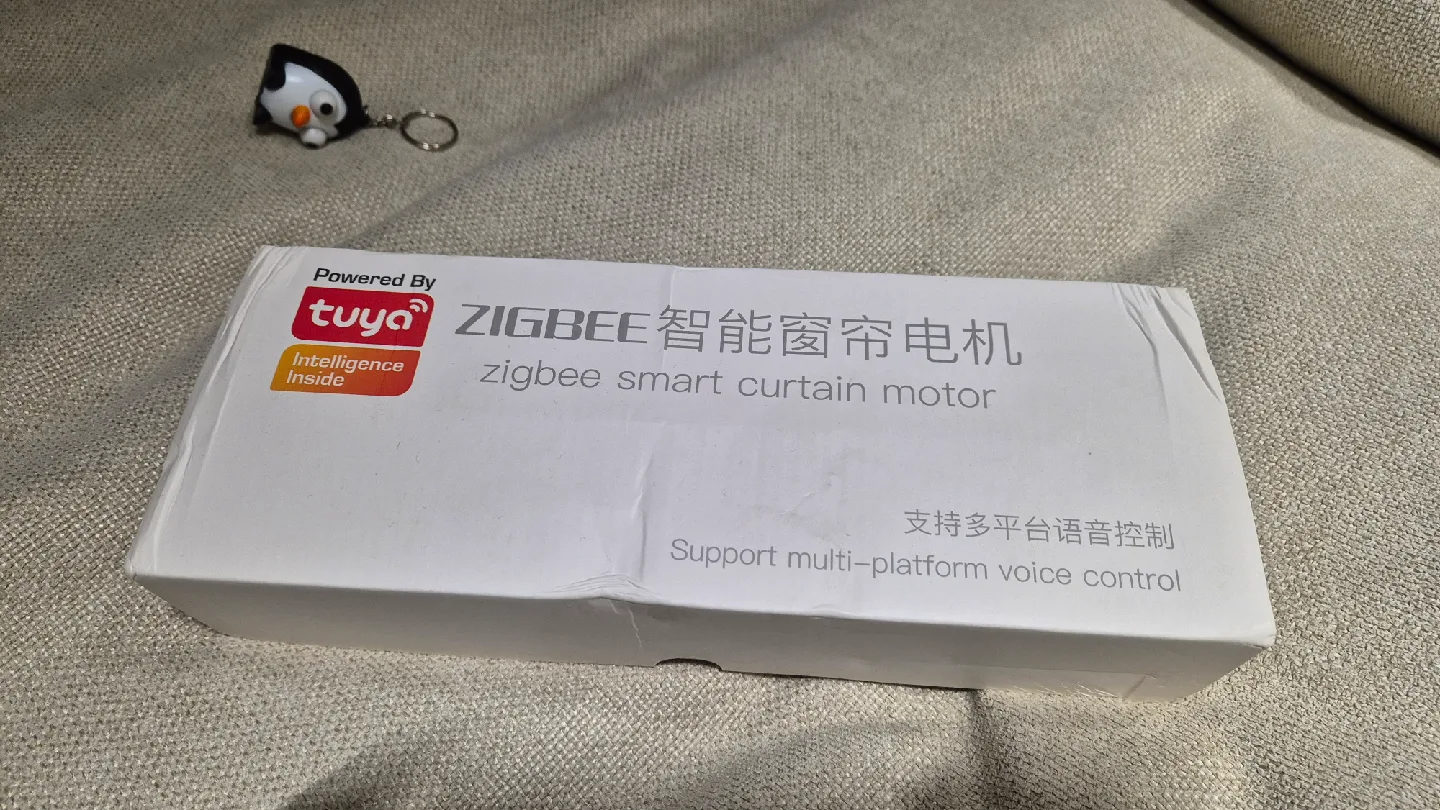 Powered By
tuya
Intelligence
Inside
ZIGBEE智能窗帘电机
zigbee smart curtain motor
支持多平台语音控制
Support multi-platform voice control